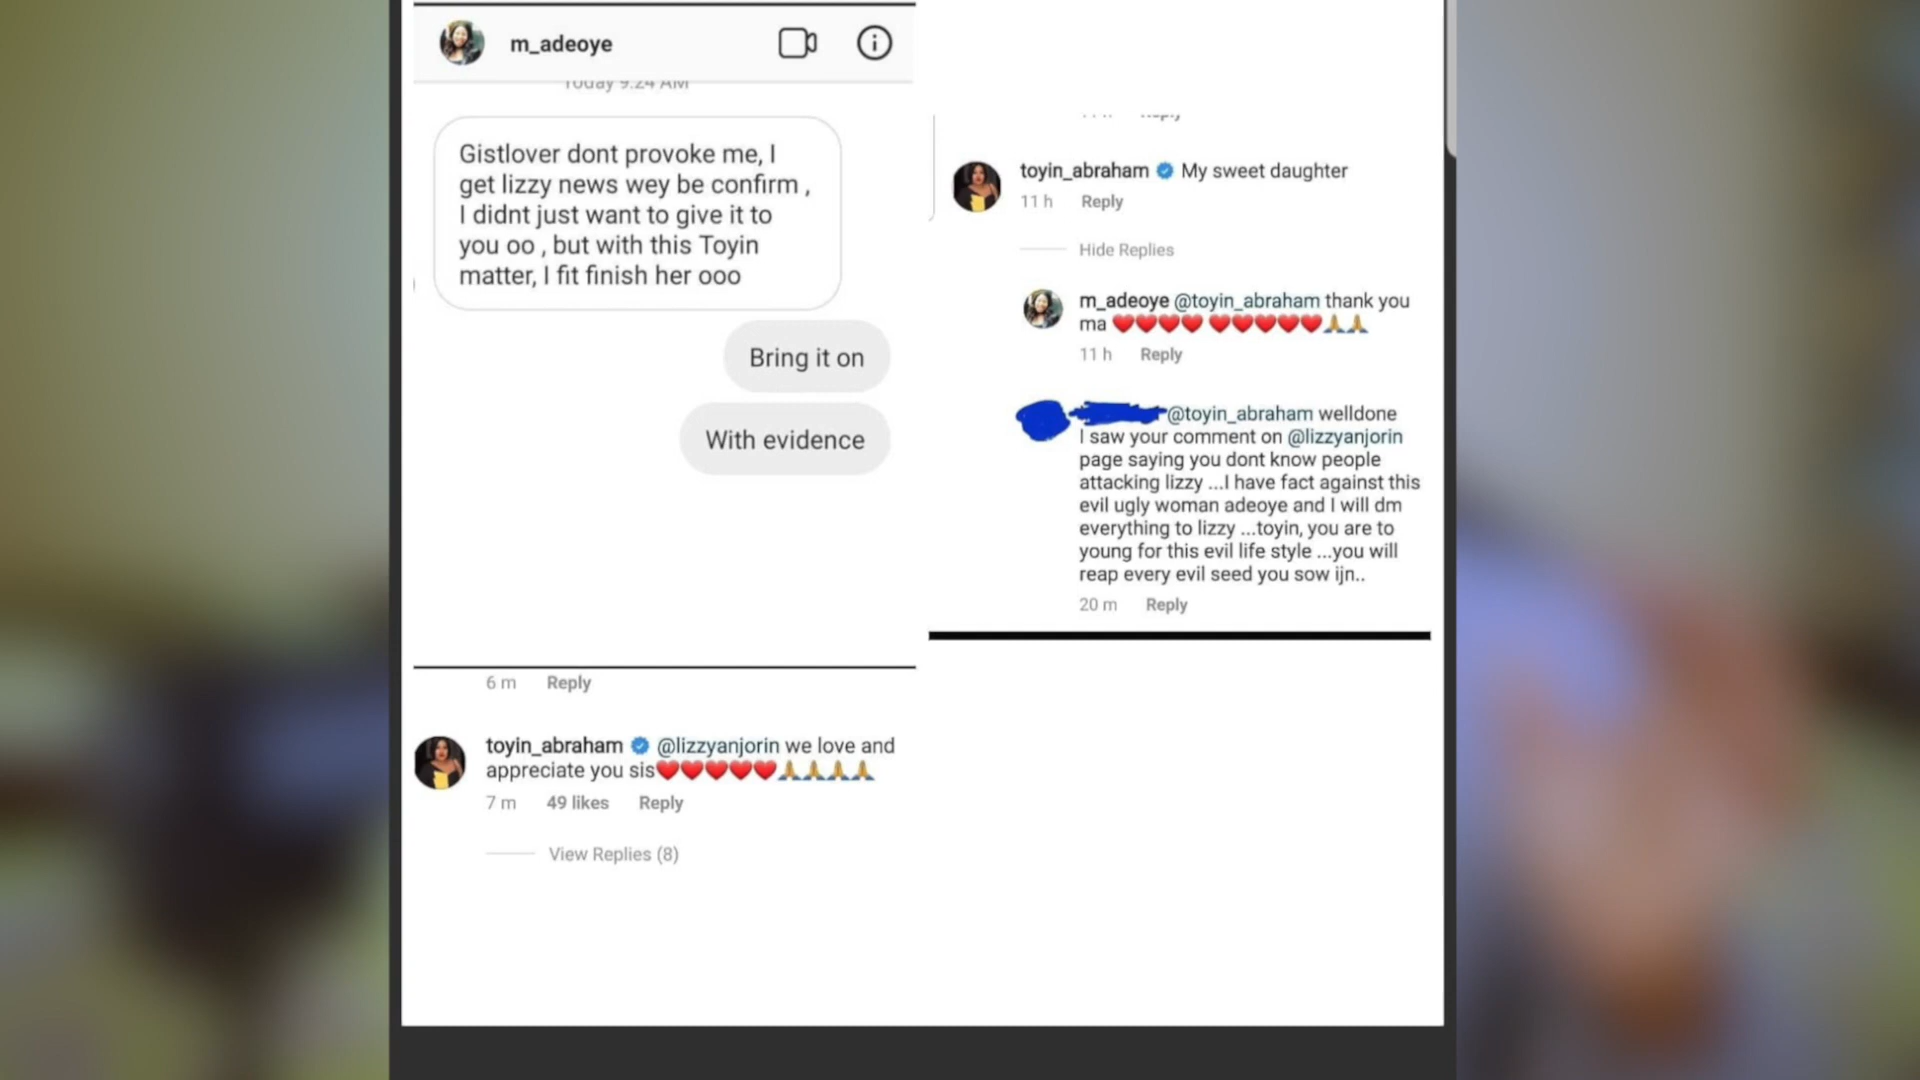 m_adeoye
Today 9:24 AM
Gistlover dont provoke me, I
get lizzy news wey be confirm ,
I didnt just want to give it to
you oo , but with this Toyin
matter, I fit finish her ooo
Bring it on
With evidence
6 m Reply
toyin_abraham @lizzyanjorin we love and
appreciate you sis❤️❤️❤️❤️❤️🙏🙏🙏🙏
7 m 49 likes Reply
View Replies (8)
Reply
toyin_abraham My sweet daughter
11 h Reply
Hide Replies
m_adeoye @toyin_abraham thank you
ma ❤️❤️❤️❤️ ❤️❤️❤️❤️❤️🙏🙏
11 h Reply
@toyin_abraham welldone
I saw your comment on @lizzyanjorin
page saying you dont know people
attacking lizzy ...I have fact against this
evil ugly woman adeoye and I will dm
everything to lizzy ...toyin, you are to
young for this evil life style ...you will
reap every evil seed you sow ijn..
20 m Reply